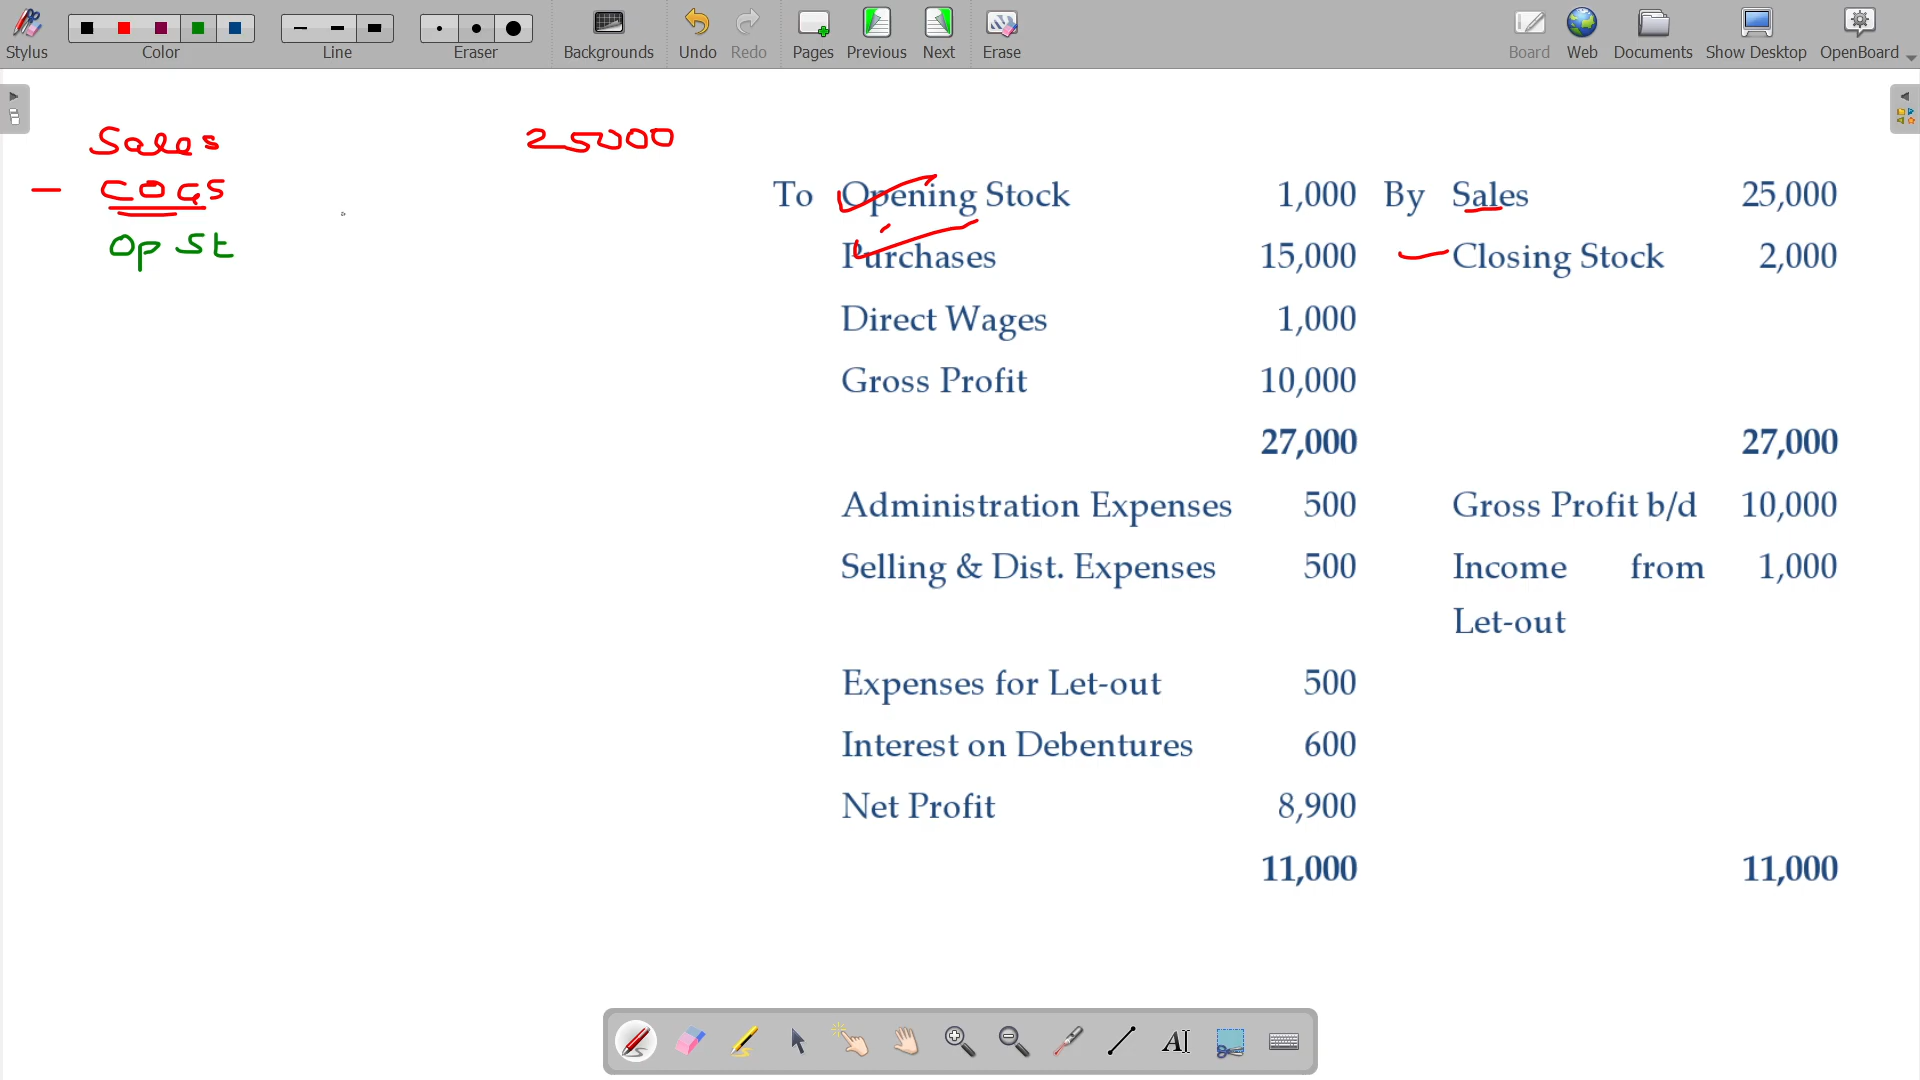 Stylus Color Line Eraser Backgrounds Undo Redo Pages Previous Next Erase Board Web Documents Show Desktop OpenBoard
Sales 25000
- COGS
Op St
To Opening Stock 1,000 By Sales 25,000
Purchases 15,000 Closing Stock 2,000
Direct Wages 1,000
Gross Profit 10,000
27,000 27,000
Administration Expenses 500 Gross Profit b/d 10,000
Selling & Dist. Expenses 500 Income from 1,000
Let-out
Expenses for Let-out 500
Interest on Debentures 600
Net Profit 8,900
11,000 11,000